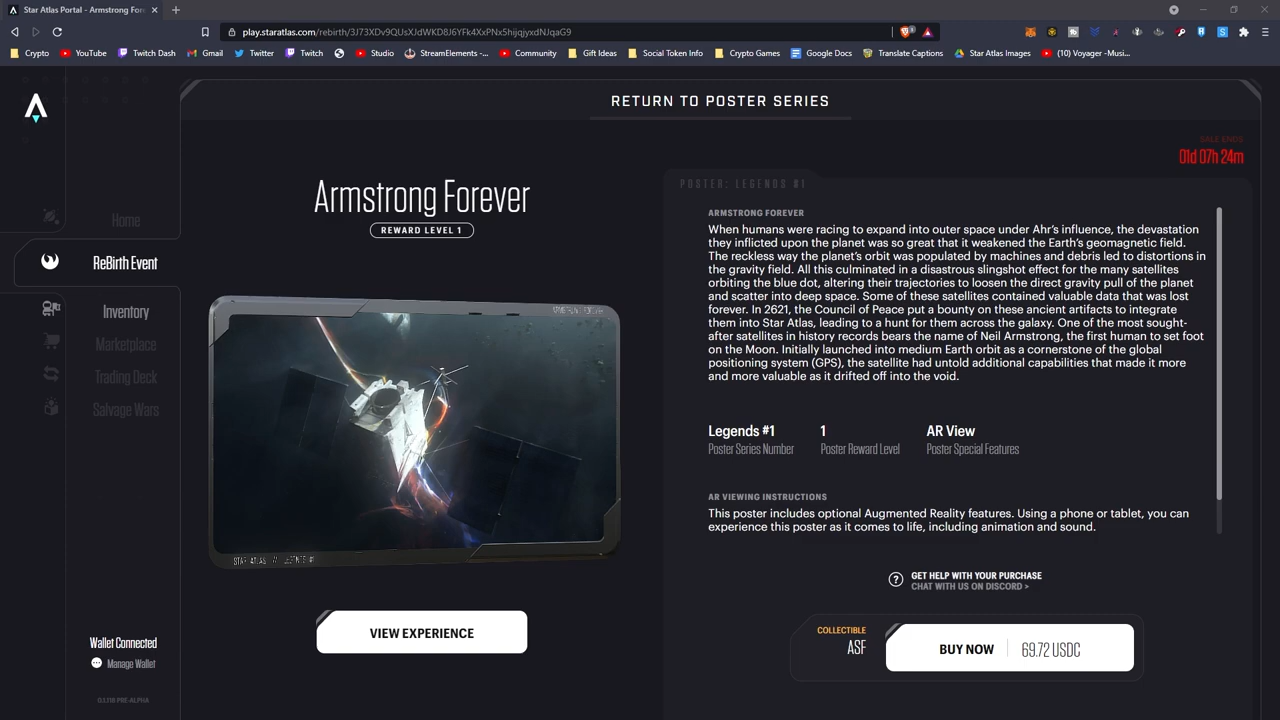 Star Atlas Portal - Armstrong Fore
play.staratlas.com/rebirth/3J73XDv9QUsXJdWKD8J6YFk4XxPNx5hijqjyxdNJqaG9
Crypto YouTube Twitch Dash Gmail Twitter Twitch Studio StreamElements -... Community Gift Ideas Social Token Info Crypto Games Google Docs Translate Captions Star Atlas Images (10) Voyager -Musi...
RETURN TO POSTER SERIES
SALE ENDS
01d 07h 24m
Home
ReBirth Event
Inventory
Marketplace
Trading Deck
Salvage Wars
Wallet Connected
Manage Wallet
Armstrong Forever
REWARD LEVEL 1
ARMSTRONG FOREVER
STAR ATLAS // LEGENDS #1
VIEW EXPERIENCE
POSTER: LEGENDS #1
ARMSTRONG FOREVER
When humans were racing to expand into outer space under Ahr's influence, the devastation
they inflicted upon the planet was so great that it weakened the Earth's geomagnetic field.
The reckless way the planet's orbit was populated by machines and debris led to distortions in
the gravity field. All this culminated in a disastrous slingshot effect for the many satellites
orbiting the blue dot, altering their trajectories to loosen the direct gravity pull of the planet
and scatter into deep space. Some of these satellites contained valuable data that was lost
forever. In 2621, the Council of Peace put a bounty on these ancient artifacts to integrate
them into Star Atlas, leading to a hunt for them across the galaxy. One of the most sought-
after satellites in history records bears the name of Neil Armstrong, the first human to set foot
on the Moon. Initially launched into medium Earth orbit as a cornerstone of the global
positioning system (GPS), the satellite had untold additional capabilities that made it more
and more valuable as it drifted off into the void.
Legends #1 1 AR View
Poster Series Number Poster Reward Level Poster Special Features
AR VIEWING INSTRUCTIONS
This poster includes optional Augmented Reality features. Using a phone or tablet, you can
experience this poster as it comes to life, including animation and sound.
GET HELP WITH YOUR PURCHASE
CHAT WITH US ON DISCORD >
COLLECTIBLE
ASF
BUY NOW 69.72 USDC